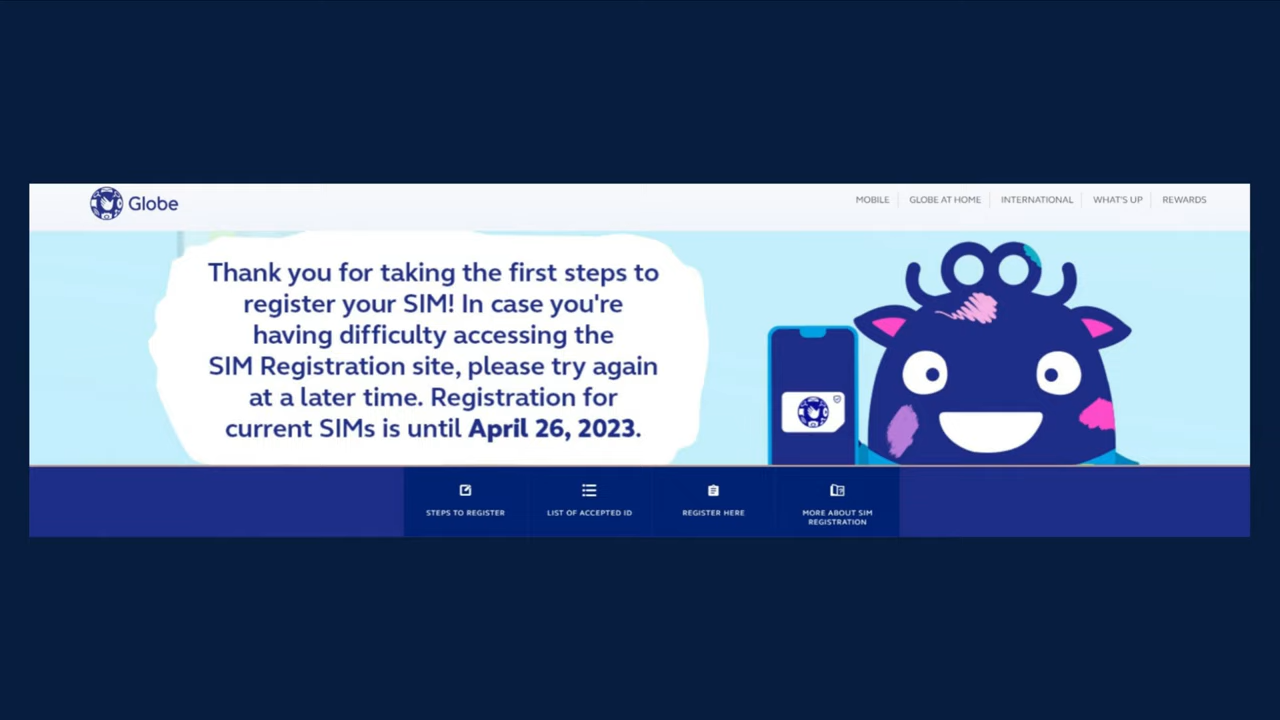 Globe
MOBILE
GLOBE AT HOME
INTERNATIONAL
WHAT'S UP
REWARDS
Thank you for taking the first steps to
register your SIM! In case you're
having difficulty accessing the
SIM Registration site, please try again
at a later time. Registration for
current SIMs is until April 26, 2023.
STEPS TO REGISTER
LIST OF ACCEPTED ID
REGISTER HERE
MORE ABOUT SIM
REGISTRATION